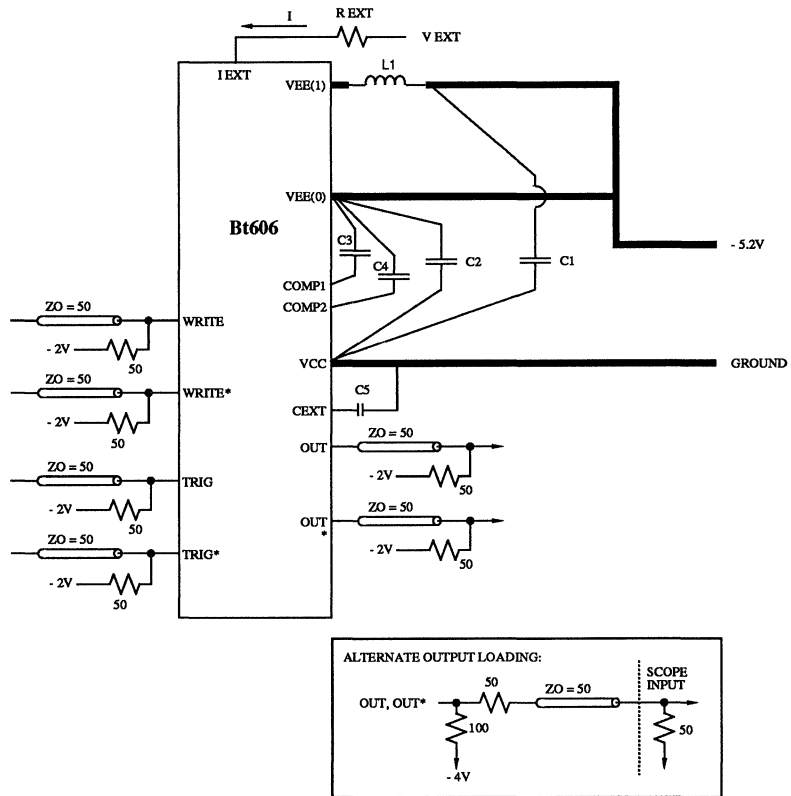 I
R EXT
V EXT
I EXT
L1
VEE(1)
VEE(0)
Bt606
C3
C4
C2
C1
- 5.2V
COMP1
COMP2
ZO = 50
WRITE
- 2V
50
VCC
GROUND
ZO = 50
WRITE*
- 2V
50
C5
CEXT
ZO = 50
OUT
- 2V
50
ZO = 50
TRIG
- 2V
50
ZO = 50
OUT
*
- 2V
50
ZO = 50
TRIG*
- 2V
50
ALTERNATE OUTPUT LOADING:
SCOPE
INPUT
50
ZO = 50
OUT, OUT*
100
50
- 4V